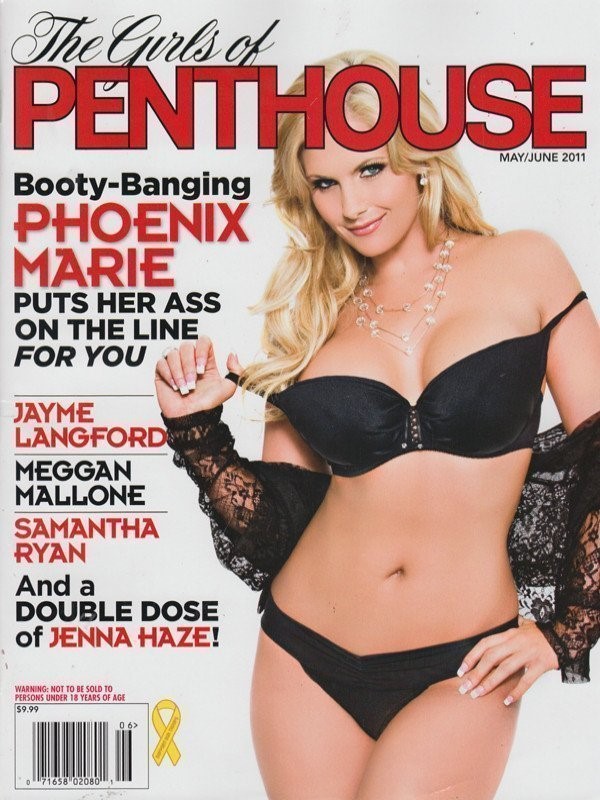 The Girls of
PENTHOUSE
MAY/JUNE 2011
Booty-Banging
PHOENIX
MARIE
PUTS HER ASS
ON THE LINE
FOR YOU
JAYME
LANGFORD
MEGGAN
MALLONE
SAMANTHA
RYAN
And a
DOUBLE DOSE
of JENNA HAZE!
WARNING: NOT TO BE SOLD TO
PERSONS UNDER 18 YEARS OF AGE
$9.99
06>
0 71658 02080 1